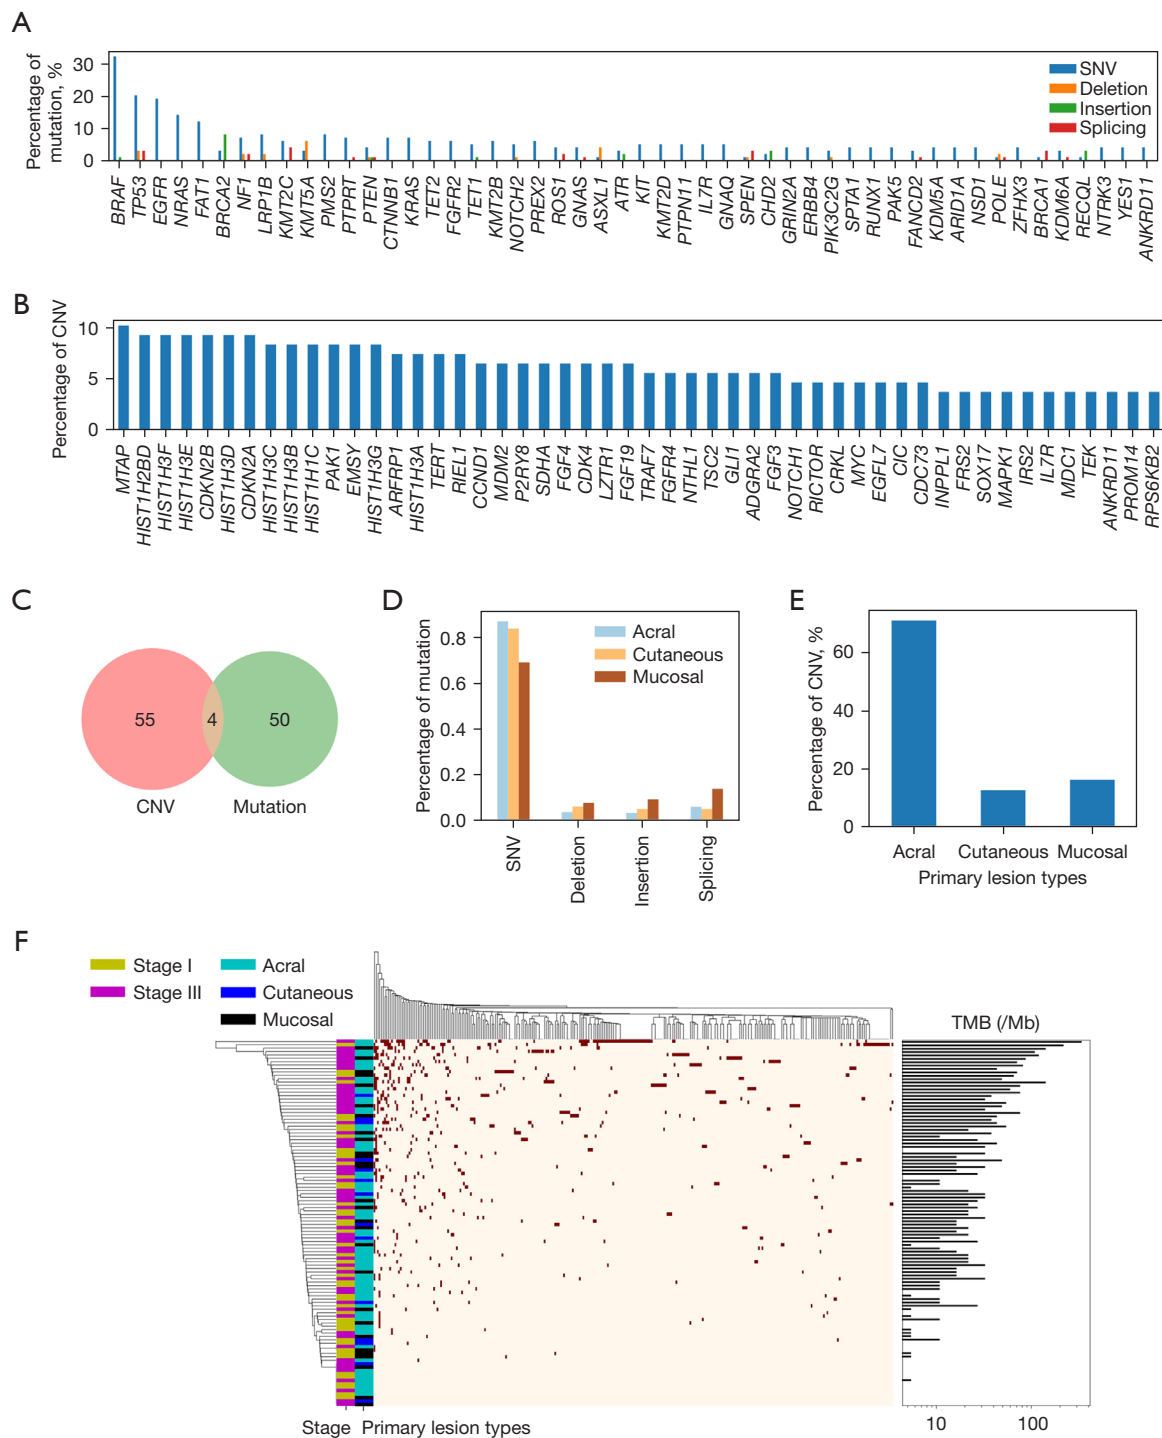 A
Percentage of
mutation, %
30
20
10
0
SNV
Deletion
Insertion
Splicing
BRAF
TP53
EGFR
NRAS
FAT1
BRCA2
NF1
LRP1B
KMT2C
KMT5A
PMS2
PTPRT
PTEN
CTNNB1
KRAS
TET2
FGFR2
TET1
KMT2B
NOTCH2
PREX2
ROS1
GNAS
ASXL1
ATR
KIT
KMT2D
PTPN11
IL7R
GNAQ
SPEN
CHD2
GRIN2A
ERBB4
PIK3C2G
SPTA1
RUNX1
PAK5
FANCD2
KDM5A
ARID1A
NSD1
POLE
ZFHX3
BRCA1
KDM6A
RECQL
NTRK3
YES1
ANKRD11
B
Percentage of CNV
10
5
0
MTAP
HIST1H2BD
HIST1H3F
HIST1H3E
CDKN2B
HIST1H3D
CDKN2A
HIST1H3C
HIST1H3B
HIST1H1C
PAK1
EMSY
HIST1H3G
ARFRP1
HIST1H3A
TERT
RIEL1
CCND1
MDM2
P2RY8
SDHA
FGF4
CDK4
LZTR1
FGF19
TRAF7
FGFR4
NTHL1
TSC2
GLI1
ADGRA2
FGF3
NOTCH1
RICTOR
CRKL
MYC
EGFL7
CIC
CDC73
INPPL1
FRS2
SOX17
MAPK1
IRS2
IL7R
MDC1
TEK
ANKRD11
PROM14
RPS6KB2
C
55
4
50
CNV
Mutation
D
Percentage of mutation
0.8
0.6
0.4
0.2
0.0
Acral
Cutaneous
Mucosal
SNV
Deletion
Insertion
Splicing
E
Percentage of CNV, %
60
40
20
0
Acral Cutaneous Mucosal
Primary lesion types
F
Stage I
Stage III
Acral
Cutaneous
Mucosal
TMB (/Mb)
10
100
Stage Primary lesion types